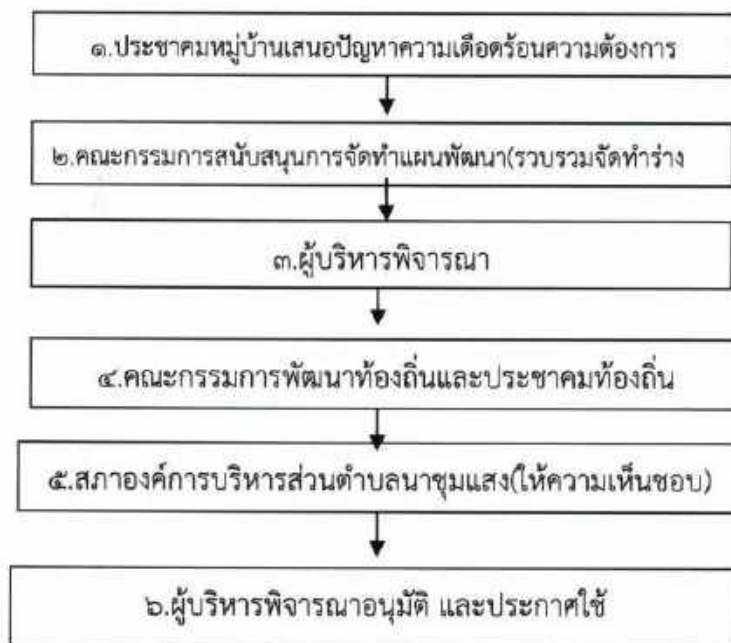 ๑.ประชาคมหมู่บ้านเสนอปัญหาความเดือดร้อนความต้องการ
๒.คณะกรรมการสนับสนุนการจัดทำแผนพัฒนา(รวบรวมจัดทำร่าง
๓.ผู้บริหารพิจารณา
๔.คณะกรรมการพัฒนาท้องถิ่นและประชาคมท้องถิ่น
๕.สภาองค์การบริหารส่วนตำบลนาชุมแสง(ให้ความเห็นชอบ)
๖.ผู้บริหารพิจารณาอนุมัติ และประกาศใช้